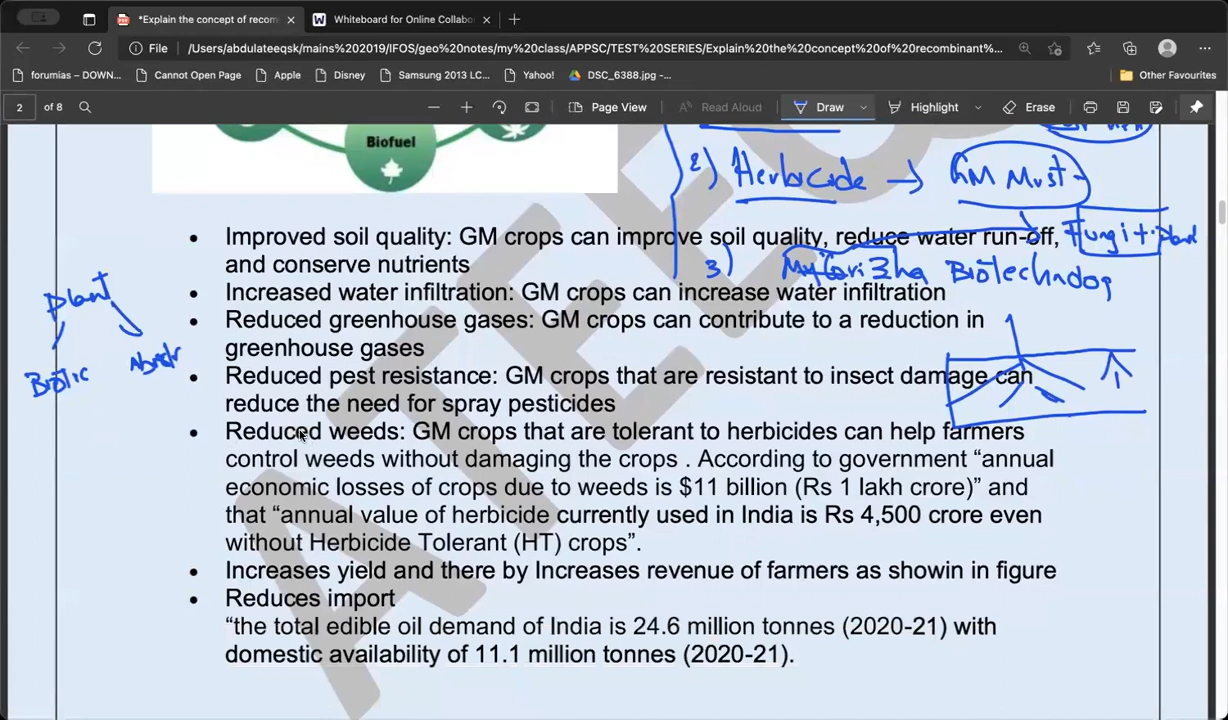 *Explain the concept of recom
Whiteboard for Online Collabo
File
/Users/abdulateeqsk/mains%202019/IFOS/geo%20notes/my%20class/APPSC/TEST%20SERIES/Explain%20the%20concept%20of%20recombinant%...
forumias — DOWN...
Cannot Open Page
Apple
Disney
Samsung 2013 LC...
Yahoo!
DSC_6388.jpg -...
Other Favourites
2 of 8
Page View
Read Aloud
Draw
Highlight
Erase
Biofuel
2) Herbicode → GM Must
• Improved soil quality: GM crops can improve soil quality, reduce water run-off,
and conserve nutrients
Fungi +
3) Biotechnology
• Increased water infiltration: GM crops can increase water infiltration
• Reduced greenhouse gases: GM crops can contribute to a reduction in
greenhouse gases
plant
Biotic
• Reduced pest resistance: GM crops that are resistant to insect damage can
reduce the need for spray pesticides
• Reduced weeds: GM crops that are tolerant to herbicides can help farmers
control weeds without damaging the crops . According to government “annual
economic losses of crops due to weeds is $11 billion (Rs 1 lakh crore)” and
that “annual value of herbicide currently used in India is Rs 4,500 crore even
without Herbicide Tolerant (HT) crops”.
• Increases yield and there by Increases revenue of farmers as showin in figure
• Reduces import
“the total edible oil demand of India is 24.6 million tonnes (2020-21) with
domestic availability of 11.1 million tonnes (2020-21).